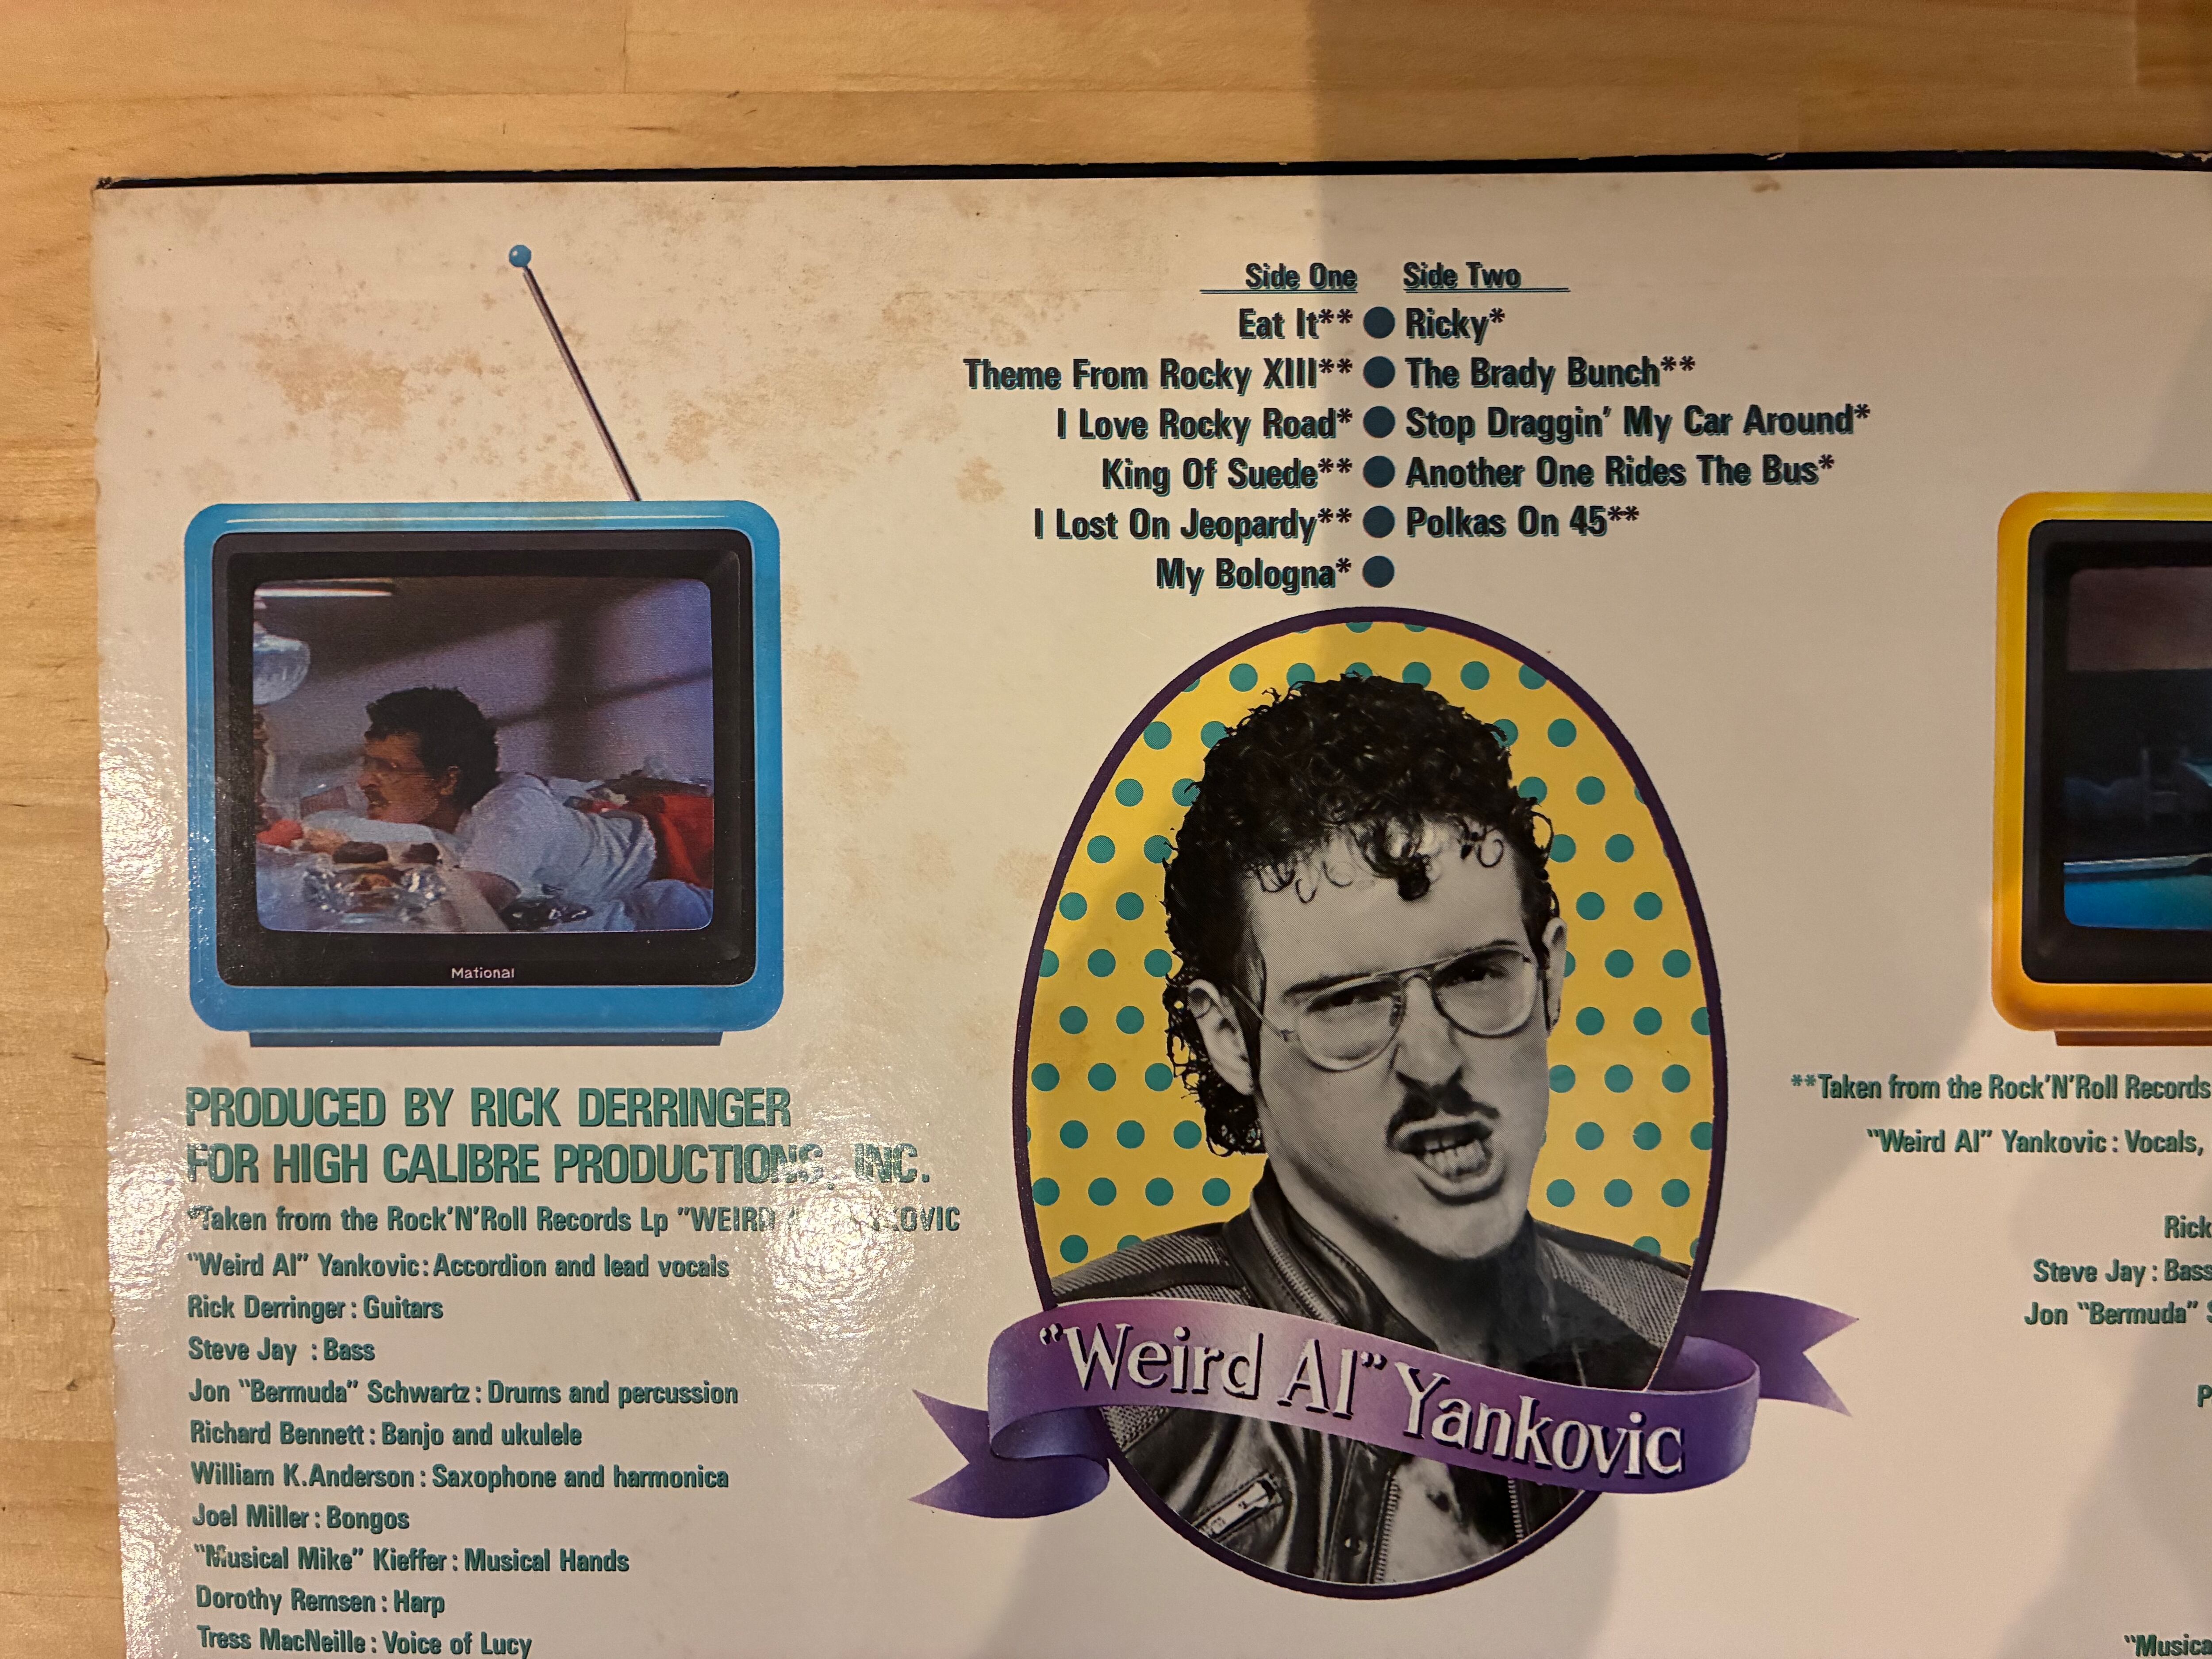 Side One Side Two
Eat It** ● Ricky*
Theme From Rocky XIII** ● The Brady Bunch**
I Love Rocky Road* ● Stop Draggin' My Car Around*
King Of Suede** ● Another One Rides The Bus*
I Lost On Jeopardy** ● Polkas On 45**
My Bologna* ●
Mational
PRODUCED BY RICK DERRINGER
FOR HIGH CALIBRE PRODUCTIONS, INC.
*Taken from the Rock'N'Roll Records Lp "WEIRD
"Weird Al" Yankovic : Accordion and lead vocals
Rick Derringer : Guitars
Steve Jay : Bass
Jon "Bermuda" Schwartz : Drums and percussion
Richard Bennett : Banjo and ukulele
William K.Anderson : Saxophone and harmonica
Joel Miller : Bongos
"Musical Mike" Kieffer : Musical Hands
Dorothy Remsen : Harp
Tress MacNeille : Voice of Lucy
"Weird Al" Yankovic
**Taken from the Rock'N'Roll Records
"Weird Al" Yankovic : Vocals,
Rick
Steve Jay : Bass
Jon "Bermuda"